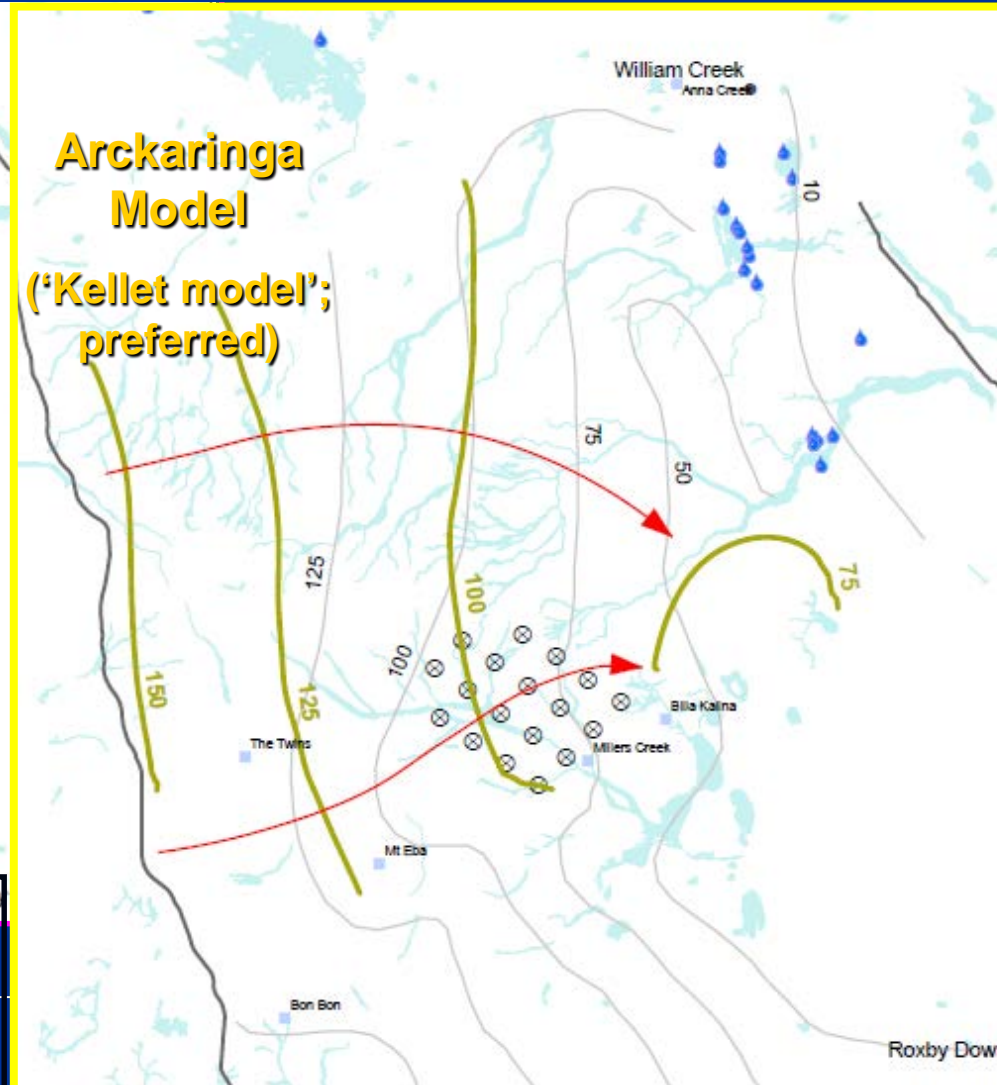 William Creek
Anna Creek
Arckaringa
Model
(‘Kellet model’;
preferred)
10
75
50
125
100
75
100
150
125
Billa Kalina
The Twins
Millers Creek
Mt Eba
Bon Bon
Roxby Dow